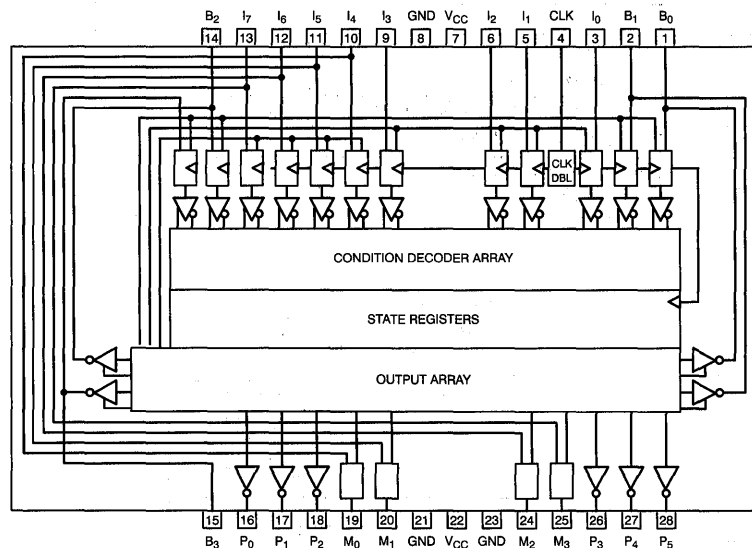 B2 I7 I6 I5 I4 I3 GND VCC I2 I1 CLK I0 B1 B0
14 13 12 11 10 9 8 7 6 5 4 3 2 1
CLK
DBL
CONDITION DECODER ARRAY
STATE REGISTERS
OUTPUT ARRAY
15 16 17 18 19 20 21 22 23 24 25 26 27 28
B3 P0 P1 P2 M0 M1 GND VCC GND M2 M3 P3 P4 P5